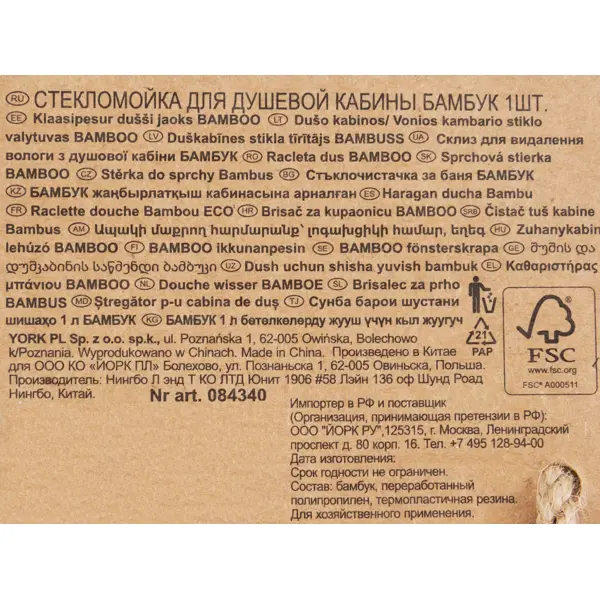 RU СТЕКЛОМОЙКА ДЛЯ ДУШЕВОЙ КАБИНЫ БАМБУК 1ШТ.
EE Klaasipesur dušši jaoks BAMBOO LT Dušo kabinos/ Vonios kambario stiklo
valytuvas BAMBOO LV Duškabīnes stikla tīrītājs BAMBUSS UA Склиз для видалення
вологи з душової кабіни БАМБУК RO Racleta dus BAMBOO SK Sprchová stierka
BAMBOO CZ Stěrka do sprchy Bambus BG Стъклочистачка за баня БАМБУК
KZ БАМБУК жаңбырлатқыш кабинасына арналған ES Haragan ducha Bambu
FR Raclette douche Bambou ECO HR Brisač za kupaonicu BAMBOO SRB Čistač tuš kabine
Bambus AM Ապակի մաքրող հարմարանք՝ լոգախցիկի համար, եղեգ HU Zuhanykabin
lehúzó BAMBOO FI BAMBOO ikkunanpesin SE BAMBOO fönsterskrapa GE შუშის და
დუშკაბინის საწმენდი ბამბუკი UZ Dush uchun shisha yuvish bambuk EL Καθαριστήρας
μπάνιου BAMBOO NL Douche wisser BAMBOE SL Brisalec za prho
BAMBUS MD Ştregător p-u cabina de duş TJ Сунба барои шустани
шишаҳо 1 л БАМБУК KG БАМБУК 1 л бөтөлкөлөрду жууш үчүн кыл жуугуч
YORK PL Sp. z o.o. sp.k., ul. Poznańska 1, 62-005 Owińska, Bolechowo
k/Poznania. Wyprodukowano w Chinach. Made in China. Произведено в Китае
для ООО КО «ЙОРК ПЛ» Болехово, ул. Познаньска 1, 62-005 Овиньска, Польша.
Производитель: Нингбо Л энд Т КО ЛТД Юнит 1906 #58 Лэйн 136 оф Шунд Роад
Нингбо, Китай.
Nr art. 084340
21
PAP
FSC
www.fsc.org
FSC® A000511
Импортер в РФ и поставщик
(Организация, принимающая претензии в РФ):
ООО "ЙОРК РУ",125315, г. Москва, Ленинградский
проспект д. 80 корп. 16. Тел. +7 495 128-94-00
Дата изготовления:
Срок годности не ограничен.
Состав: бамбук, переработанный
полипропилен, термопластичная резина.
Для хозяйственного применения.